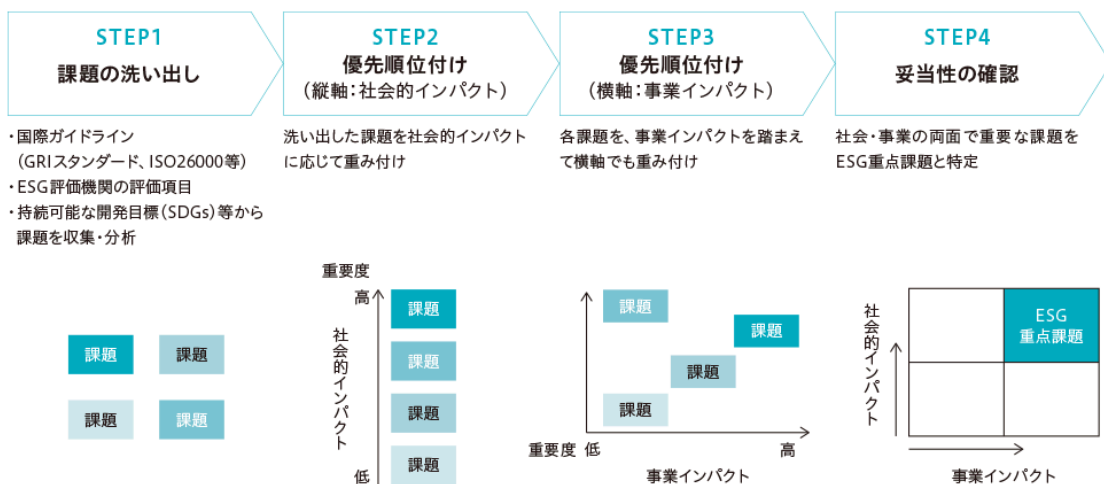 STEP1
課題の洗い出し
・国際ガイドライン
（GRIスタンダード、ISO26000等）
・ESG評価機関の評価項目
・持続可能な開発目標（SDGs）等から
課題を収集・分析
課題
課題
課題
課題
STEP2
優先順位付け
（縦軸：社会的インパクト）
洗い出した課題を社会的インパクト
に応じて重み付け
重要度
高
社会的インパクト
低
課題
課題
課題
課題
STEP3
優先順位付け
（横軸：事業インパクト）
各課題を、事業インパクトを踏まえ
て横軸でも重み付け
課題
課題
課題
課題
重要度 低
高
事業インパクト
STEP4
妥当性の確認
社会・事業の両面で重要な課題を
ESG重点課題と特定
社会的インパクト
ESG
重点課題
事業インパクト